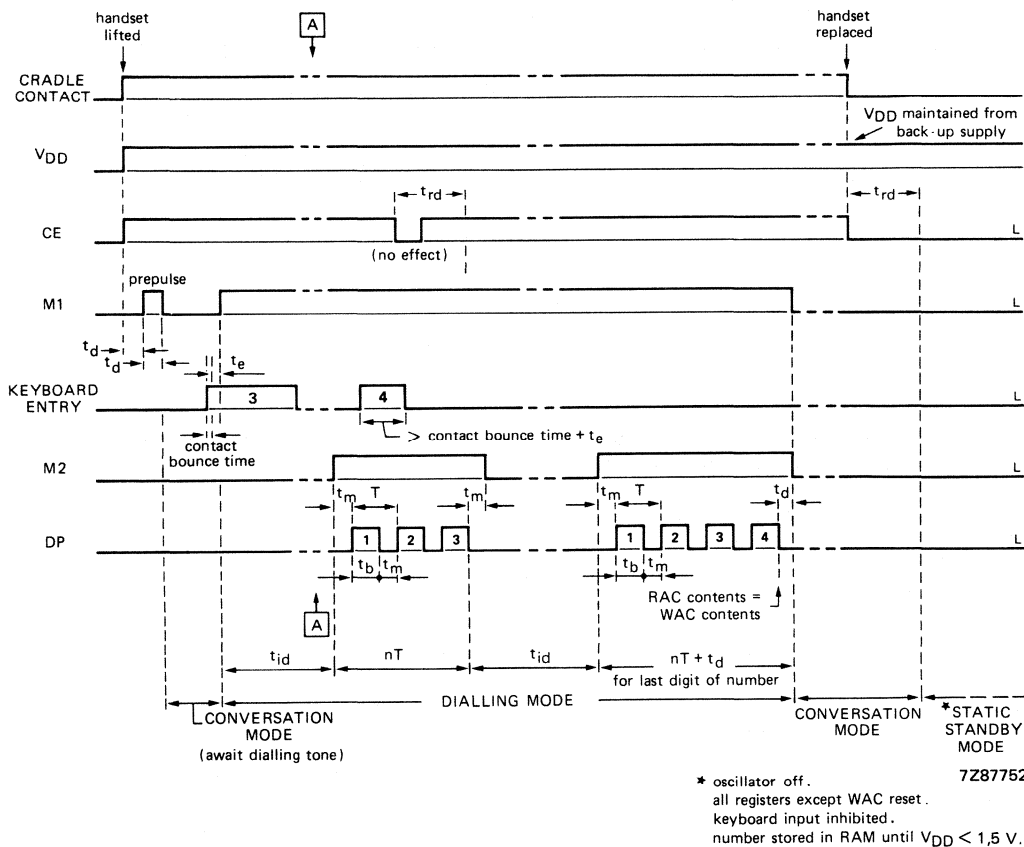 handset
lifted
A
handset
replaced
CRADLE
CONTACT
VDD maintained from
back-up supply
VDD
trd
trd
CE
L
(no effect)
prepulse
M1
L
td
td
te
KEYBOARD
ENTRY
3
4
L
contact
bounce time
> contact bounce time + te
M2
L
tm
T
tm
tm
T
td
DP
1
2
3
1
2
3
4
L
tb
tm
tb
tm
RAC contents =
WAC contents
A
tid
nT
tid
nT + td
for last digit of number
DIALLING MODE
CONVERSATION
MODE
(await dialling tone)
CONVERSATION
MODE
* STATIC
STANDBY
MODE
7Z87752
* oscillator off.
all registers except WAC reset.
keyboard input inhibited.
number stored in RAM until VDD < 1,5 V.